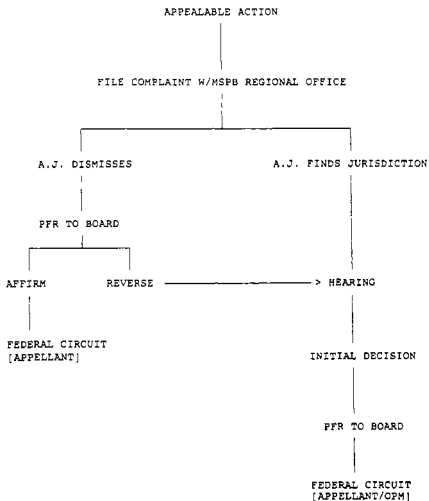 APPEALABLE ACTION
FILE COMPLAINT W/MSPB REGIONAL OFFICE
A.J. DISMISSES
A.J. FINDS JURISDICTION
PFR TO BOARD
AFFIRM
REVERSE
> HEARING
FEDERAL CIRCUIT
[APPELLANT]
INITIAL DECISION
PFR TO BOARD
FEDERAL CIRCUIT
[APPELLANT/OPM]